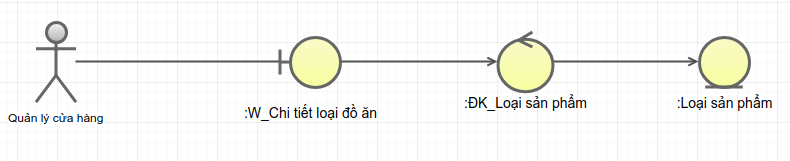 Quản lý cửa hàng
:W_Chi tiết loại đồ ăn
:ĐK_Loại sản phẩm
:Loại sản phẩm